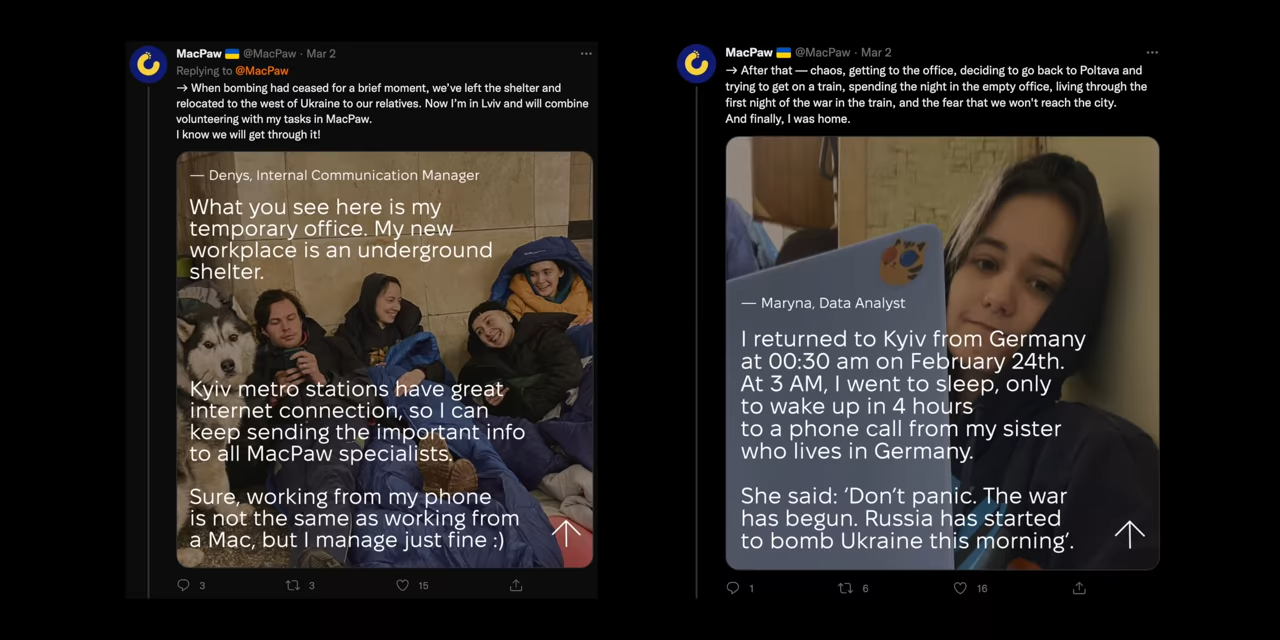 MacPaw 🇺🇦 @MacPaw · Mar 2
Replying to @MacPaw
→ When bombing had ceased for a brief moment, we've left the shelter and
relocated to the west of Ukraine to our relatives. Now I'm in Lviv and will combine
volunteering with my tasks in MacPaw.
I know we will get through it!
— Denys, Internal Communication Manager
What you see here is my
temporary office. My new
workplace is an underground
shelter.
Kyiv metro stations have great
internet connection, so I can
keep sending the important info
to all MacPaw specialists.
Sure, working from my phone
is not the same as working from
a Mac, but I manage just fine :)
3
3
15
MacPaw 🇺🇦 @MacPaw · Mar 2
→ After that — chaos, getting to the office, deciding to go back to Poltava and
trying to get on a train, spending the night in the empty office, living through the
first night of the war in the train, and the fear that we won't reach the city.
And finally, I was home.
— Maryna, Data Analyst
I returned to Kyiv from Germany
at 00:30 am on February 24th.
At 3 AM, I went to sleep, only
to wake up in 4 hours
to a phone call from my sister
who lives in Germany.
She said: ‘Don’t panic. The war
has begun. Russia has started
to bomb Ukraine this morning’.
1
6
16